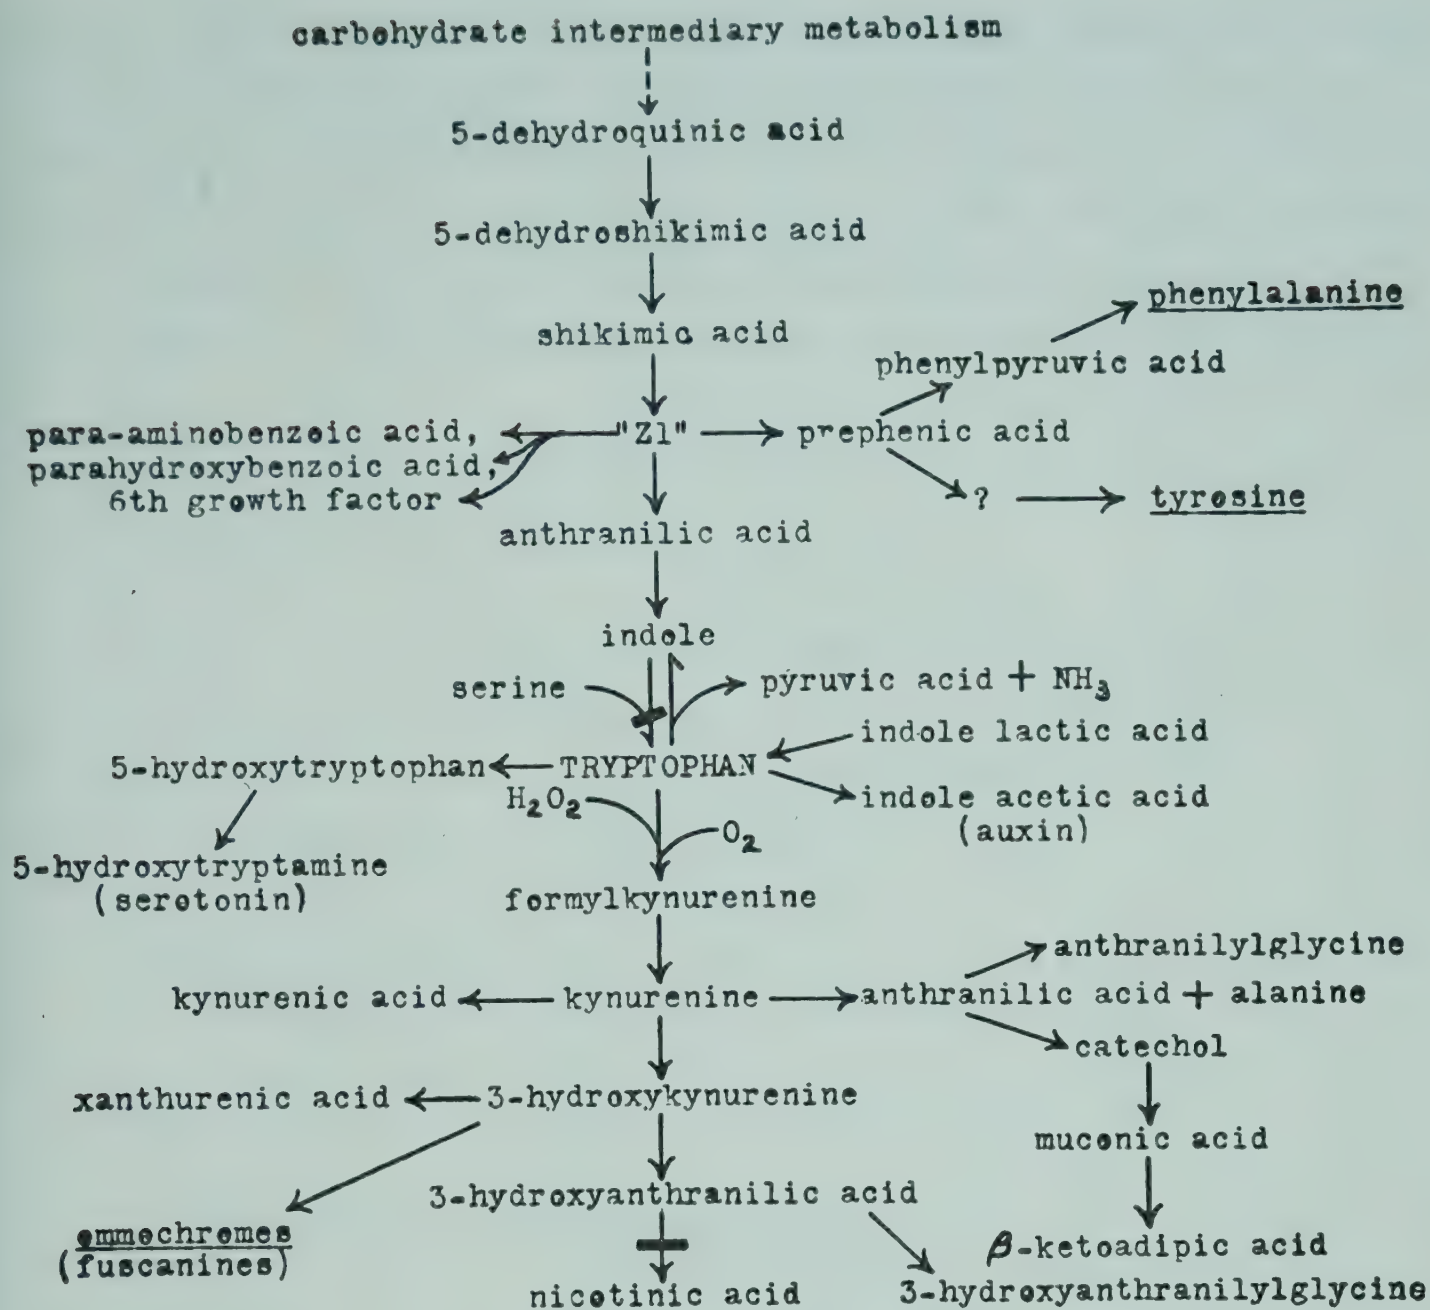 carbohydrate intermediary metabolism
5-dehydroquinic acid
5-dehydroshikimic acid
phenylalanine
shikimic acid
phenylpyruvic acid
para-aminobenzoic acid,
"Z1"
prephenic acid
parahydroxybenzoic acid,
6th growth factor
?
tyrosine
anthranilic acid
indole
serine
pyruvic acid + NH₃
indole lactic acid
5-hydroxytryptophan
TRYPTOPHAN
H₂O₂
indole acetic acid
(auxin)
O₂
5-hydroxytryptamine
(serotonin)
formylkynurenine
anthranilylglycine
kynurenic acid
kynurenine
anthranilic acid + alanine
catechol
xanthurenic acid
3-hydroxykynurenine
muconic acid
3-hydroxyanthranilic acid
ommochromes
(fuscanines)
β-ketoadipic acid
nicotinic acid
3-hydroxyanthranilylglycine